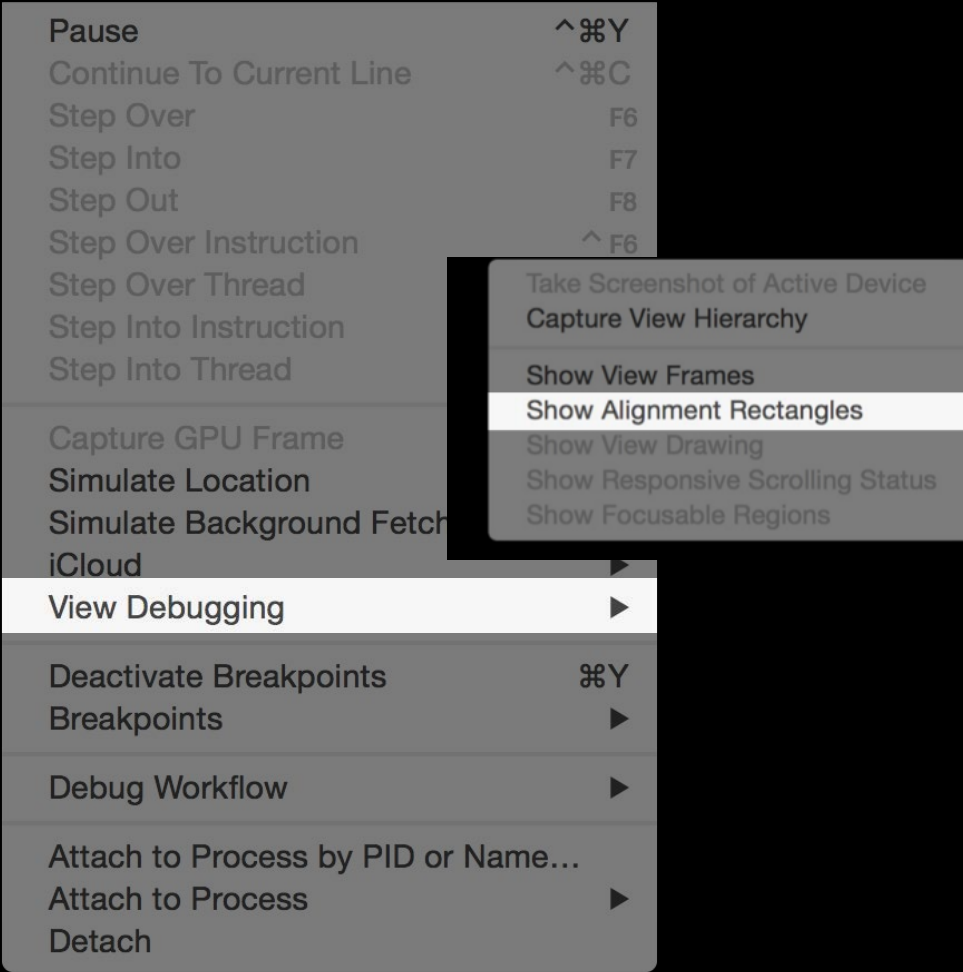 Pause ^⌘Y
Continue To Current Line ^⌘C
Step Over F6
Step Into F7
Step Out F8
Step Over Instruction ^ F6
Step Over Thread
Step Into Instruction
Step Into Thread
Capture GPU Frame
Simulate Location
Simulate Background Fetch
iCloud ▶
View Debugging ▶
Deactivate Breakpoints ⌘Y
Breakpoints ▶
Debug Workflow ▶
Attach to Process by PID or Name…
Attach to Process ▶
Detach
Take Screenshot of Active Device
Capture View Hierarchy
Show View Frames
Show Alignment Rectangles
Show View Drawing
Show Responsive Scrolling Status
Show Focusable Regions